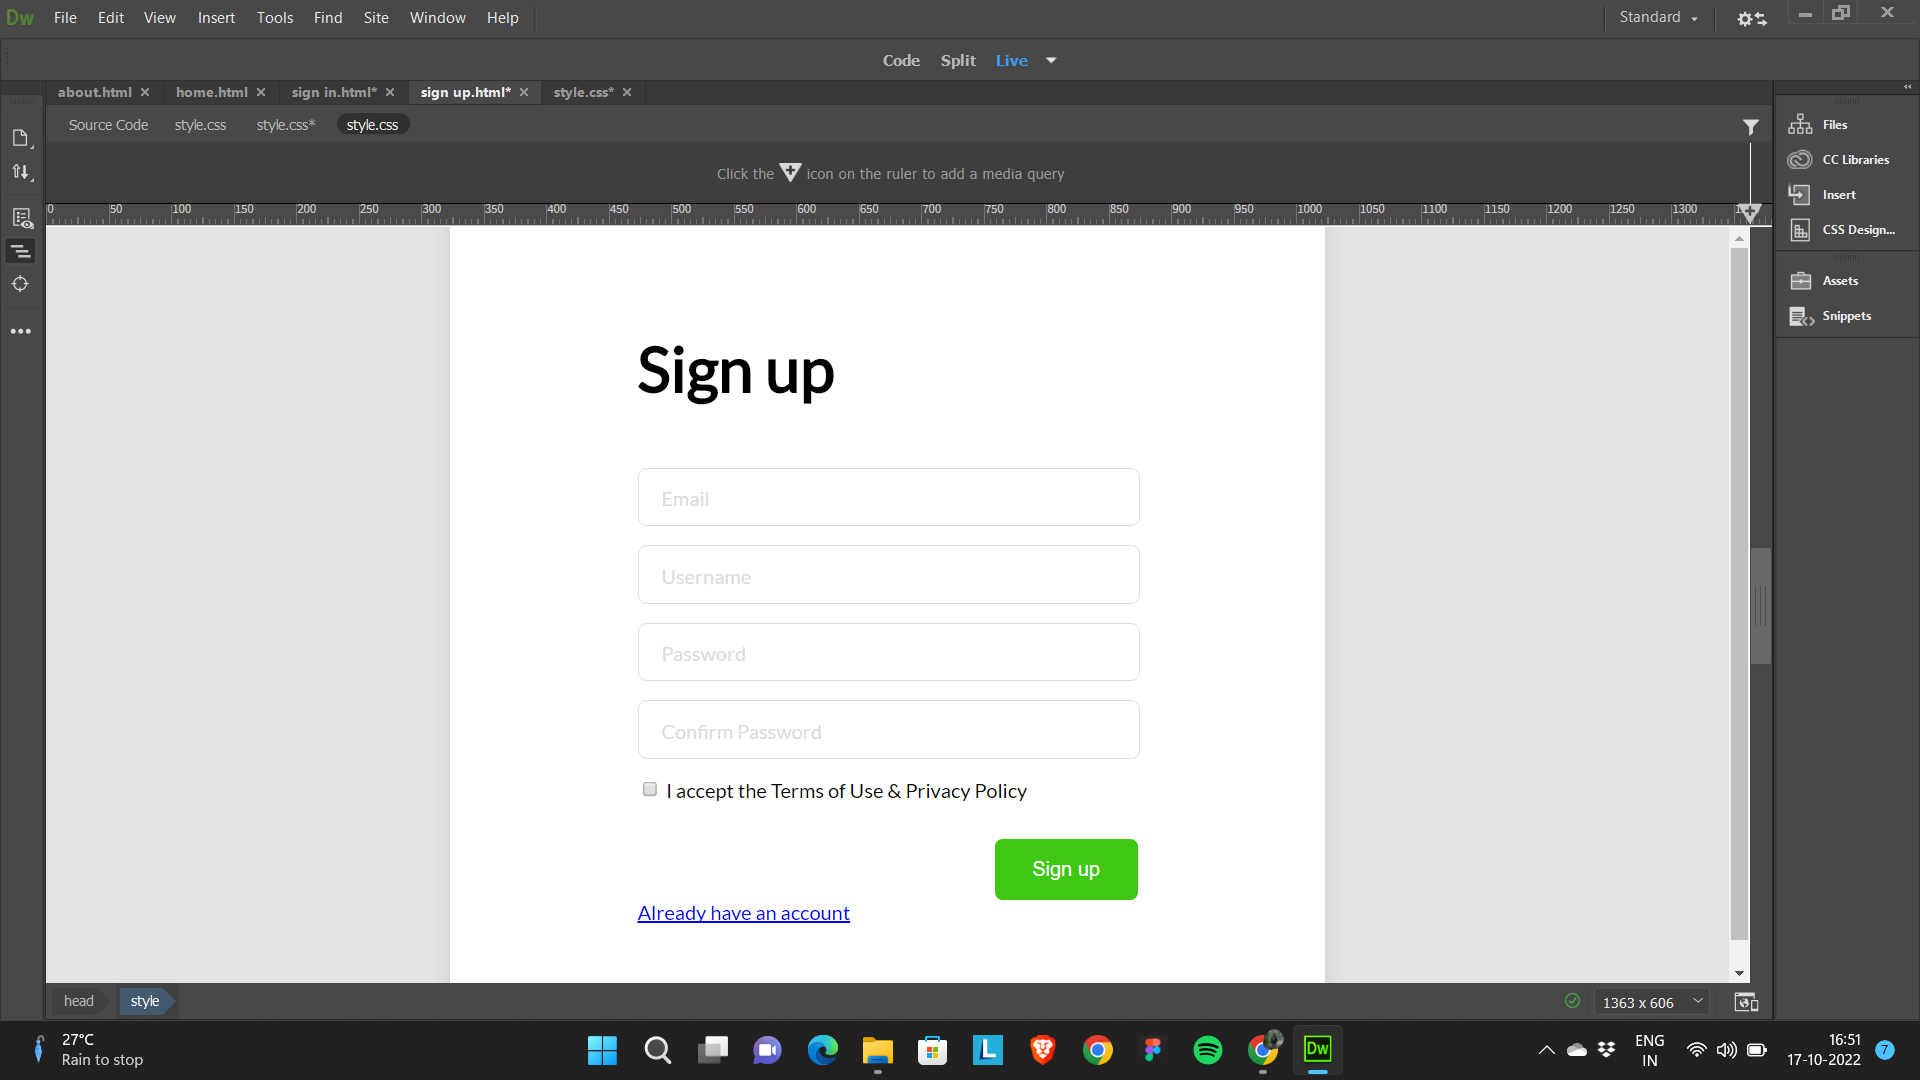 Dw File Edit View Insert Tools Find Site Window Help Standard
Code Split Live
about.html home.html sign in.html* sign up.html* style.css*
Source Code style.css style.css* style.css
Click the icon on the ruler to add a media query
0 50 100 150 200 250 300 350 400 450 500 550 600 650 700 750 800 850 900 950 1000 1050 1100 1150 1200 1250 1300
Files
CC Libraries
Insert
CSS Design...
Assets
Snippets
Sign up
Email
Username
Password
Confirm Password
I accept the Terms of Use & Privacy Policy
Sign up
Already have an account
head style 1363 x 606
27°C
Rain to stop
L
Dw
ENG
IN
16:51
17-10-2022
7